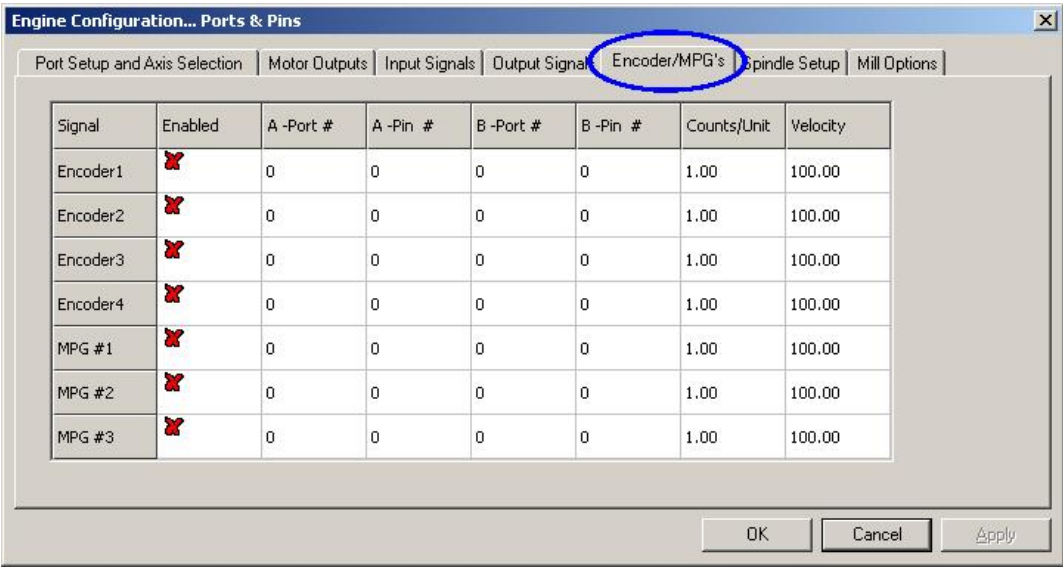 Engine Configuration... Ports & Pins
Port Setup and Axis Selection Motor Outputs Input Signals Output Signals Encoder/MPG's Spindle Setup Mill Options
Signal Enabled A -Port # A -Pin # B -Port # B -Pin # Counts/Unit Velocity
Encoder1 0 0 0 0 1.00 100.00
Encoder2 0 0 0 0 1.00 100.00
Encoder3 0 0 0 0 1.00 100.00
Encoder4 0 0 0 0 1.00 100.00
MPG #1 0 0 0 0 1.00 100.00
MPG #2 0 0 0 0 1.00 100.00
MPG #3 0 0 0 0 1.00 100.00
OK Cancel Apply